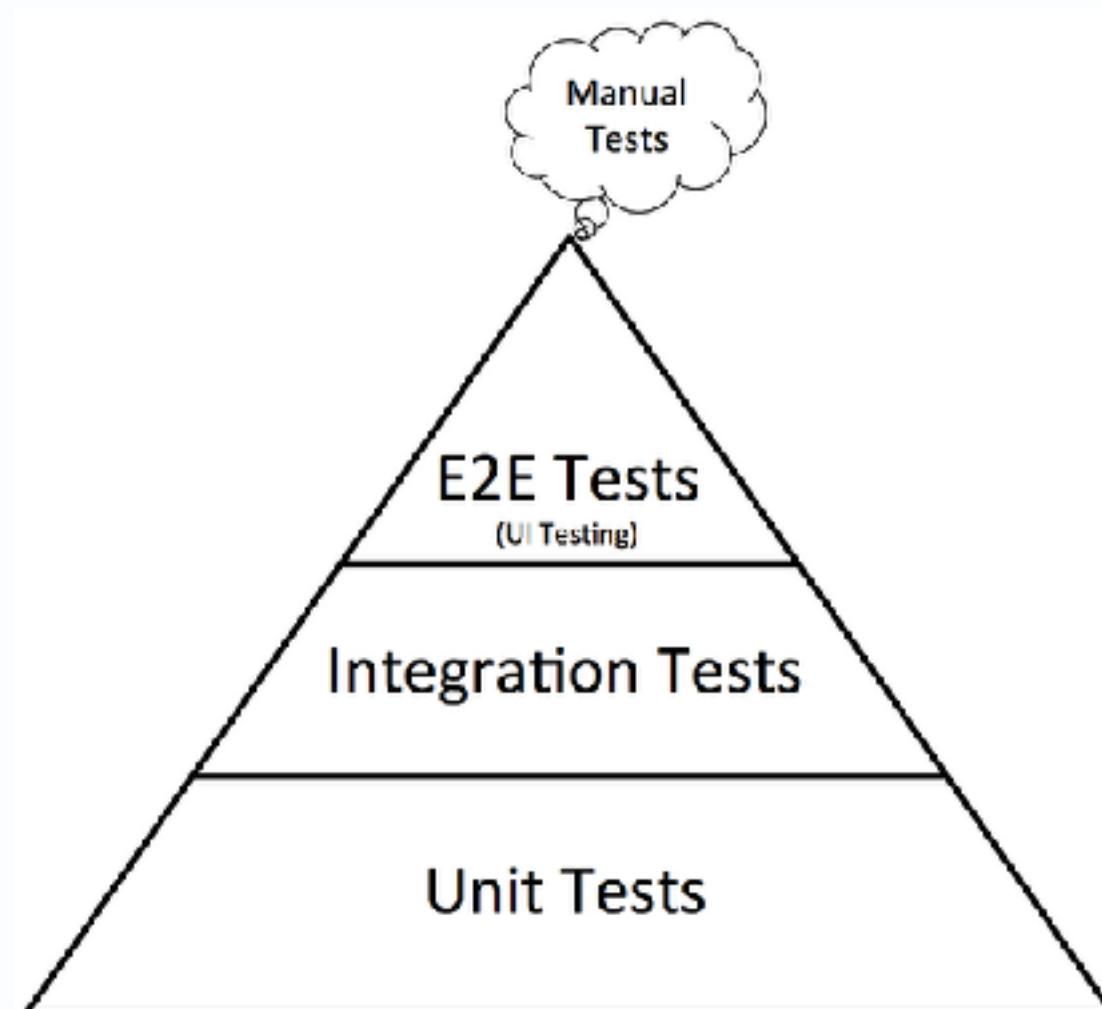 Manual
Tests
E2E Tests
(UI Testing)
Integration Tests
Unit Tests